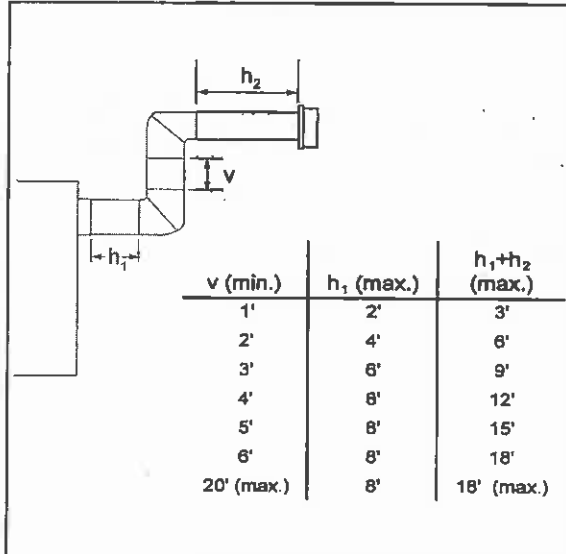 h₂
v
h₁
h₁+h₂
v (min.) h₁ (max.) (max.)
1' 2' 3'
2' 4' 6'
3' 6' 9'
4' 8' 12'
5' 8' 15'
6' 8' 18'
20' (max.) 8' 18' (max.)